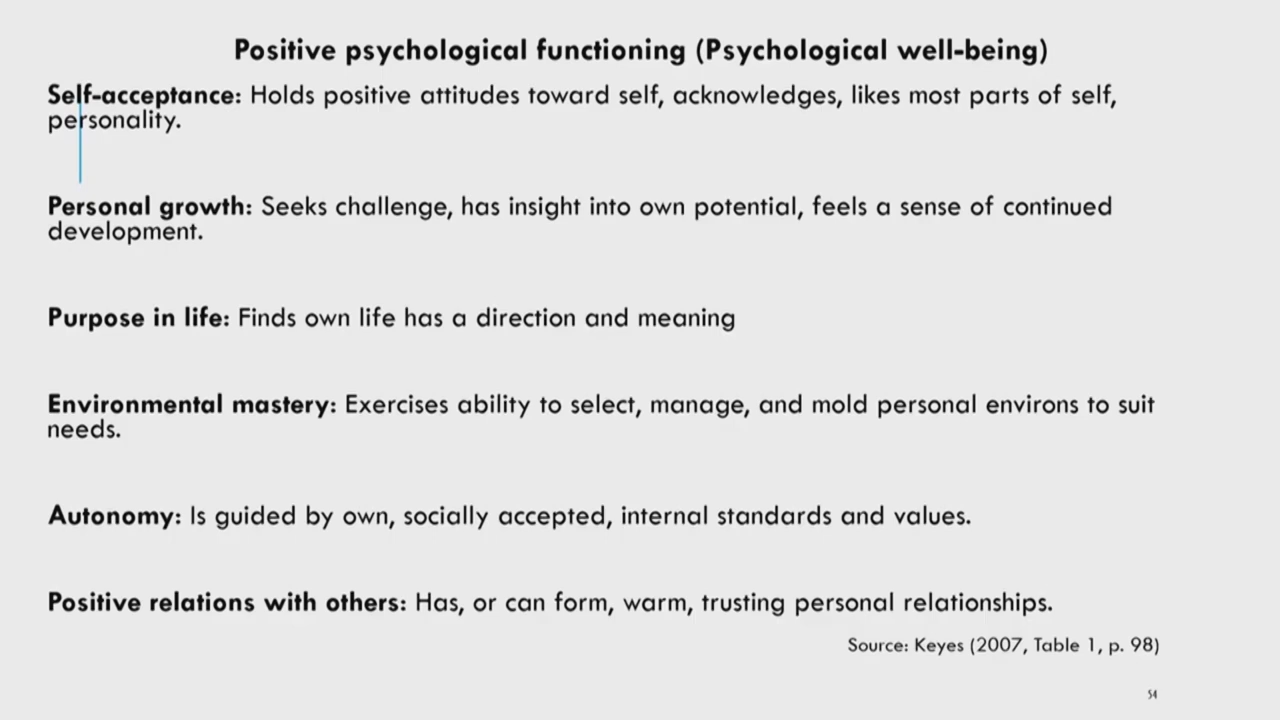 Positive psychological functioning (Psychological well-being)
Self-acceptance: Holds positive attitudes toward self, acknowledges, likes most parts of self,
personality.
Personal growth: Seeks challenge, has insight into own potential, feels a sense of continued
development.
Purpose in life: Finds own life has a direction and meaning
Environmental mastery: Exercises ability to select, manage, and mold personal environs to suit
needs.
Autonomy: Is guided by own, socially accepted, internal standards and values.
Positive relations with others: Has, or can form, warm, trusting personal relationships.
Source: Keyes (2007, Table 1, p. 98)
54